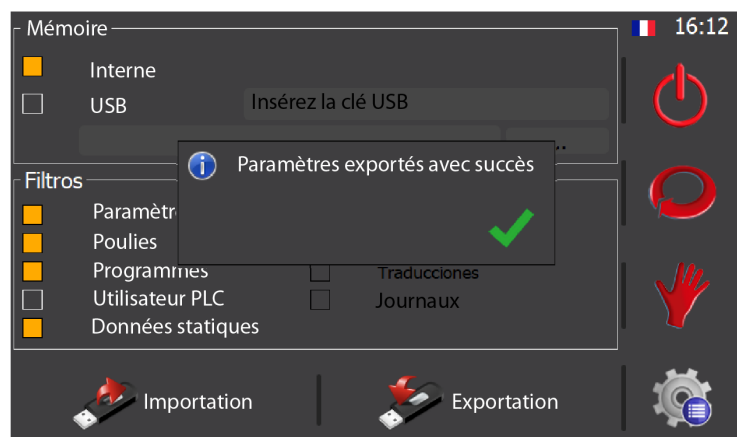 Mémoire
16:12
Interne
USB
Insérez la clé USB
..
Paramètres exportés avec succès
Filtros
Paramètr
Poulies
Programmes
Traducciones
Utilisateur PLC
Journaux
Données statiques
Importation
Exportation